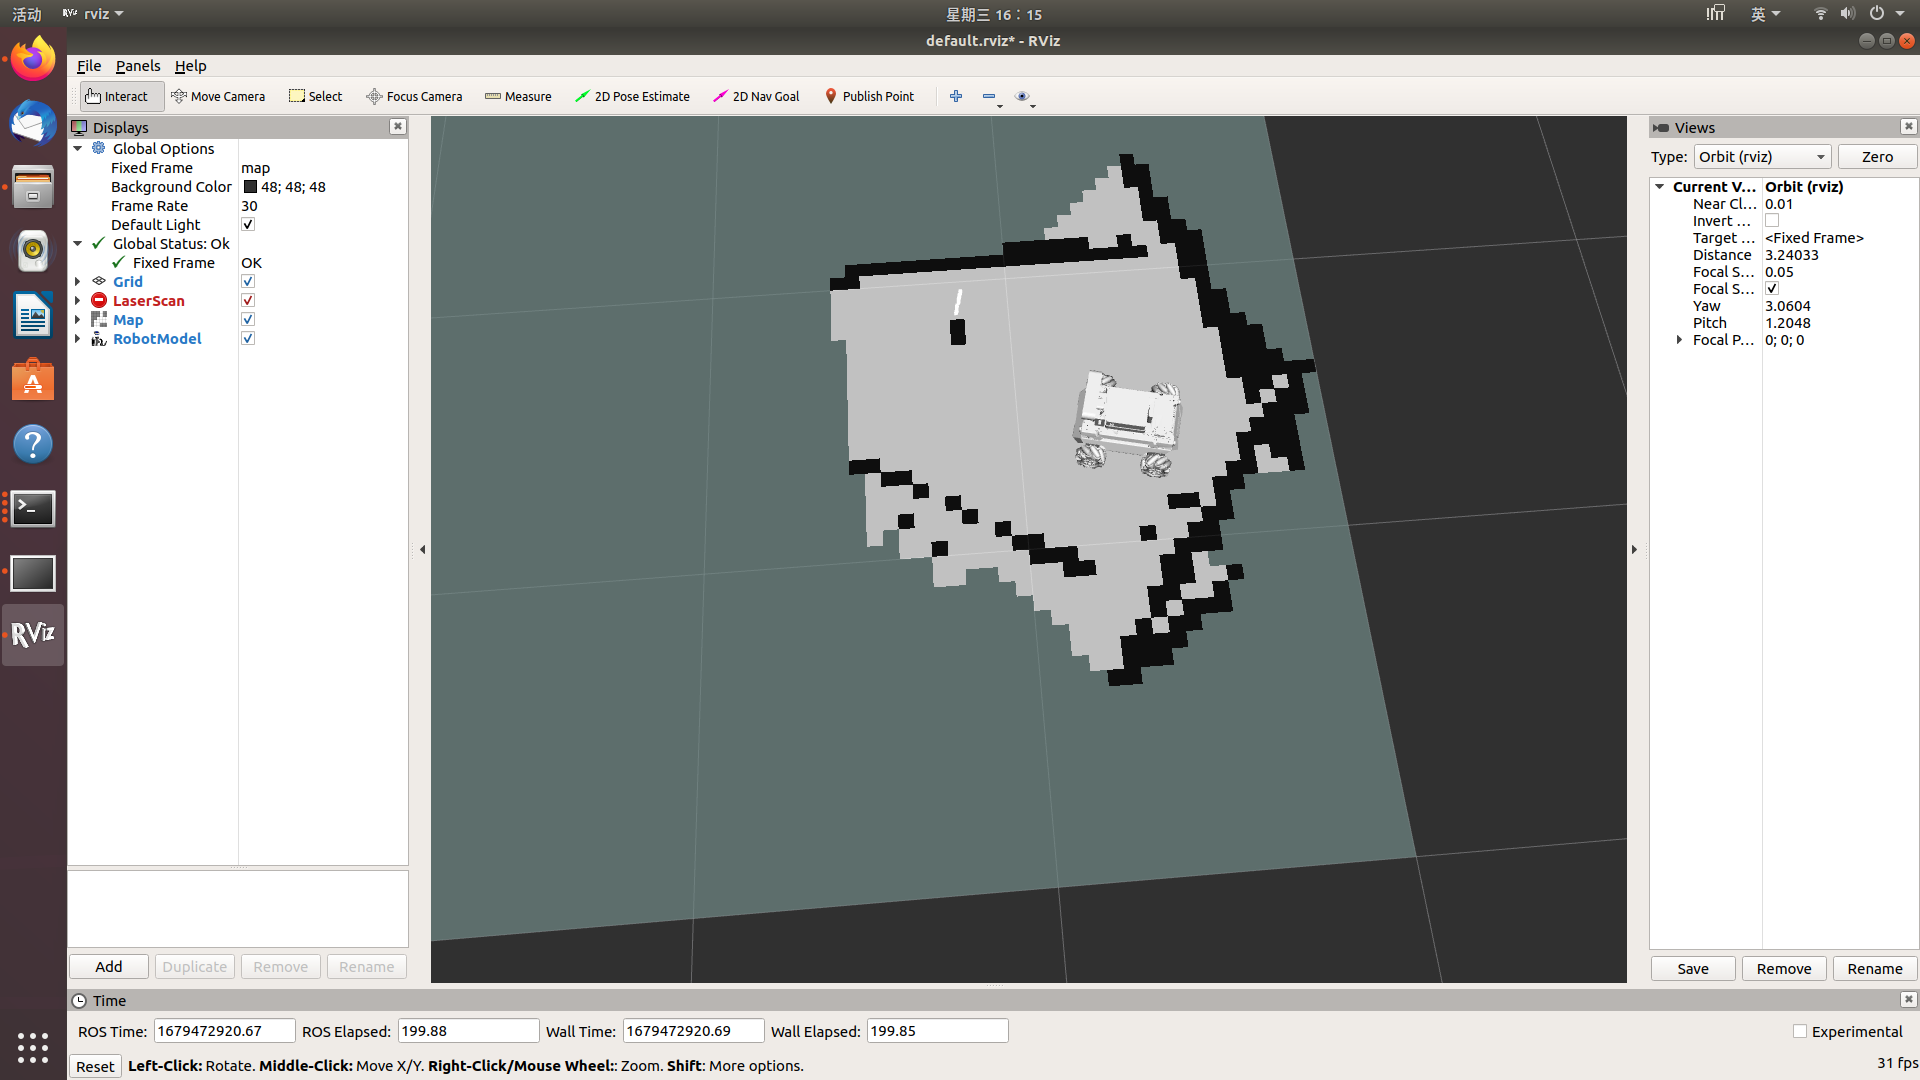 活动 rviz 星期三 16：15 英
default.rviz* - RViz
File Panels Help
Interact Move Camera Select Focus Camera Measure 2D Pose Estimate 2D Nav Goal Publish Point
Displays
Global Options
Fixed Frame map
Background Color 48; 48; 48
Frame Rate 30
Default Light
Global Status: Ok
Fixed Frame OK
Grid
LaserScan
Map
RobotModel
Add Duplicate Remove Rename
Views
Type: Orbit (rviz) Zero
Current V... Orbit (rviz)
Near Cl... 0.01
Invert ...
Target ... <Fixed Frame>
Distance 3.24033
Focal S... 0.05
Focal S...
Yaw 3.0604
Pitch 1.2048
Focal P... 0; 0; 0
Save Remove Rename
RViz
Time
ROS Time: 1679472920.67 ROS Elapsed: 199.88 Wall Time: 1679472920.69 Wall Elapsed: 199.85 Experimental
Reset Left-Click: Rotate. Middle-Click: Move X/Y. Right-Click/Mouse Wheel:: Zoom. Shift: More options. 31 fps